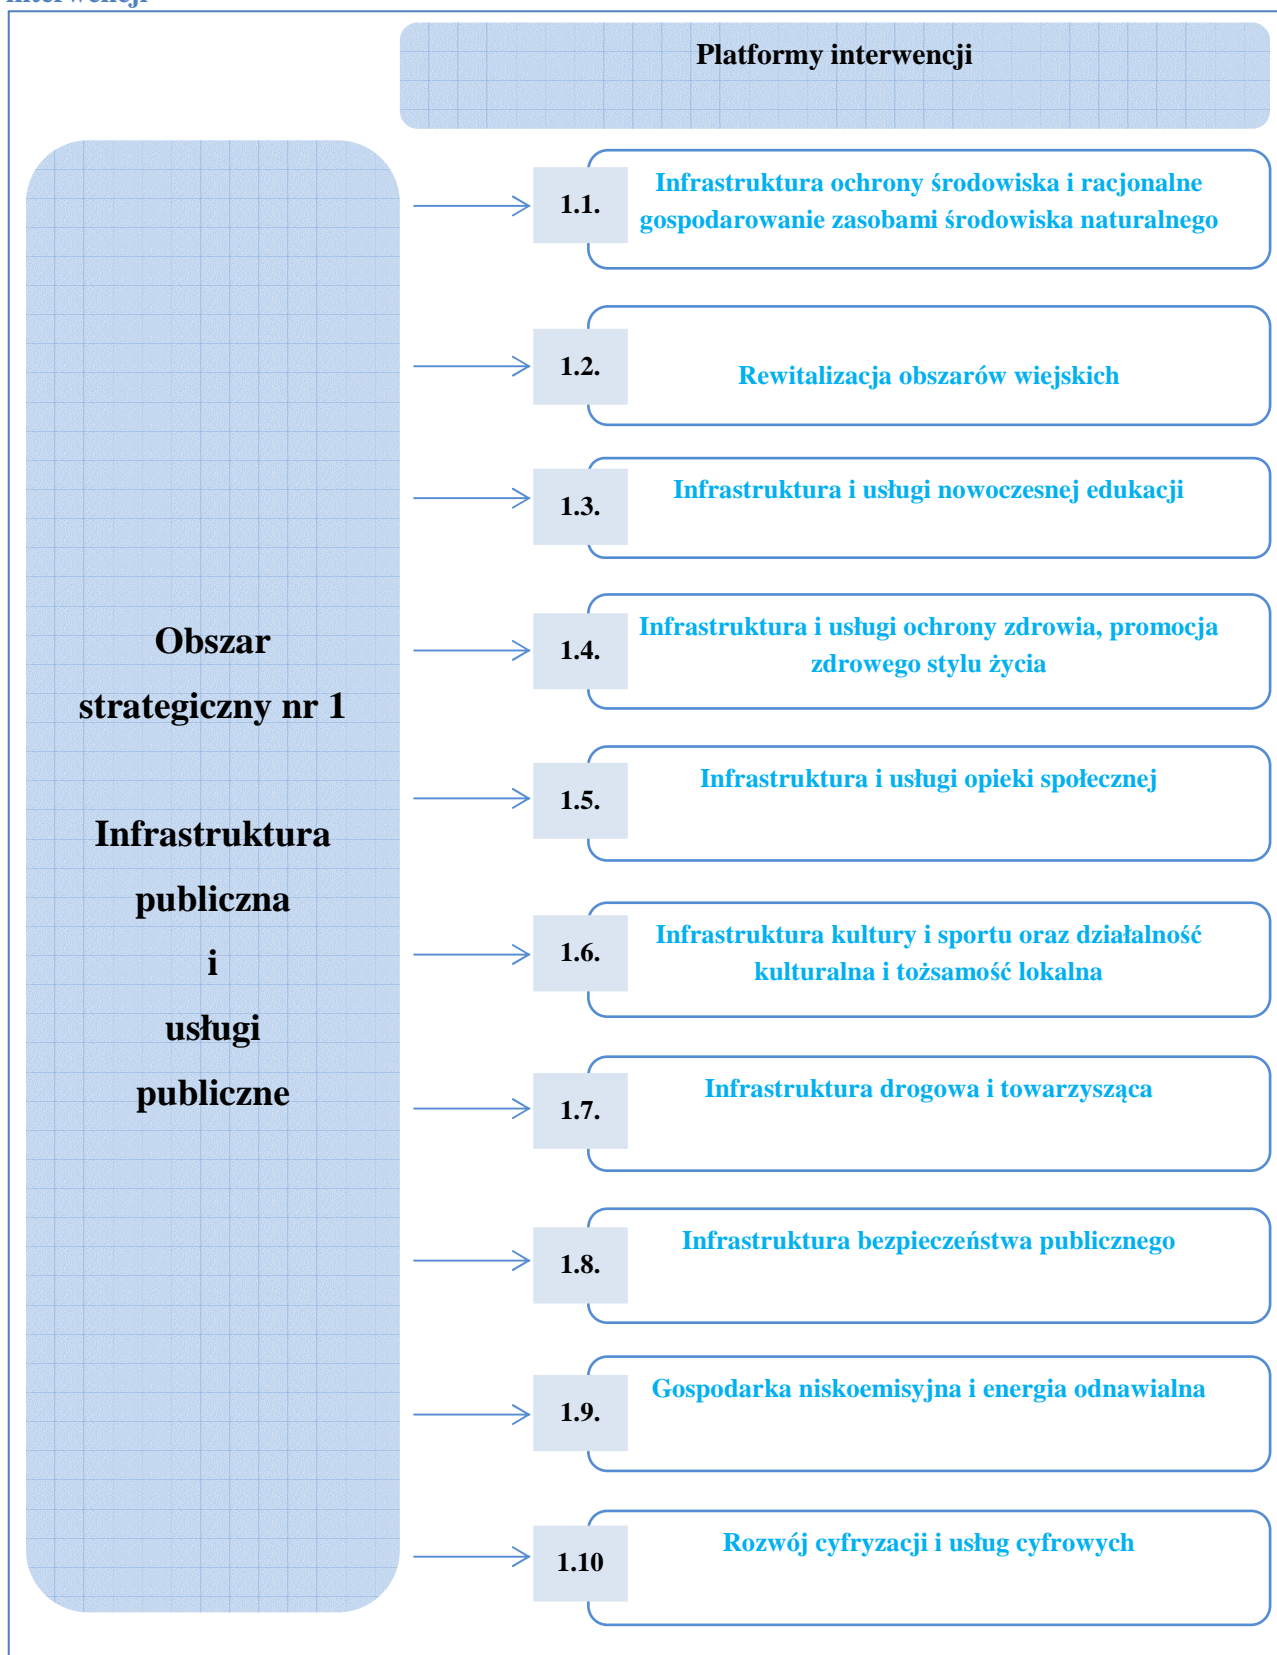 interwencji
Platformy interwencji
Obszar
strategiczny nr 1
Infrastruktura
publiczna
i
usługi
publiczne
1.1.
Infrastruktura ochrony środowiska i racjonalne
gospodarowanie zasobami środowiska naturalnego
1.2.
Rewitalizacja obszarów wiejskich
1.3.
Infrastruktura i usługi nowoczesnej edukacji
1.4.
Infrastruktura i usługi ochrony zdrowia, promocja
zdrowego stylu życia
1.5.
Infrastruktura i usługi opieki społecznej
1.6.
Infrastruktura kultury i sportu oraz działalność
kulturalna i tożsamość lokalna
1.7.
Infrastruktura drogowa i towarzysząca
1.8.
Infrastruktura bezpieczeństwa publicznego
1.9.
Gospodarka niskoemisyjna i energia odnawialna
1.10
Rozwój cyfryzacji i usług cyfrowych